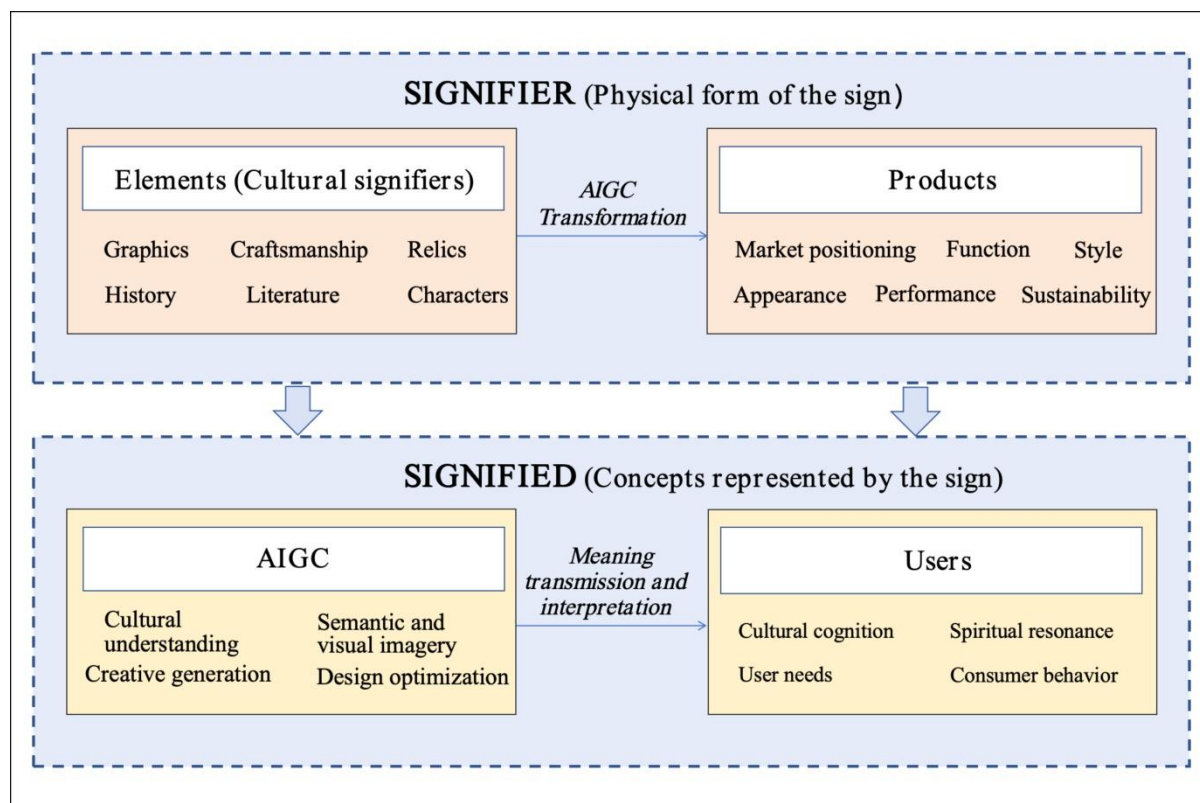 SIGNIFIER (Physical form of the sign)
Elements (Cultural signifiers)
Graphics Craftsmanship Relics
History Literature Characters
AIGC
Transformation
Products
Market positioning Function Style
Appearance Performance Sustainability
SIGNIFIED (Concepts represented by the sign)
AIGC
Cultural
understanding
Semantic and
visual imagery
Creative generation Design optimization
Meaning
transmission and
interpretation
Users
Cultural cognition Spiritual resonance
User needs Consumer behavior